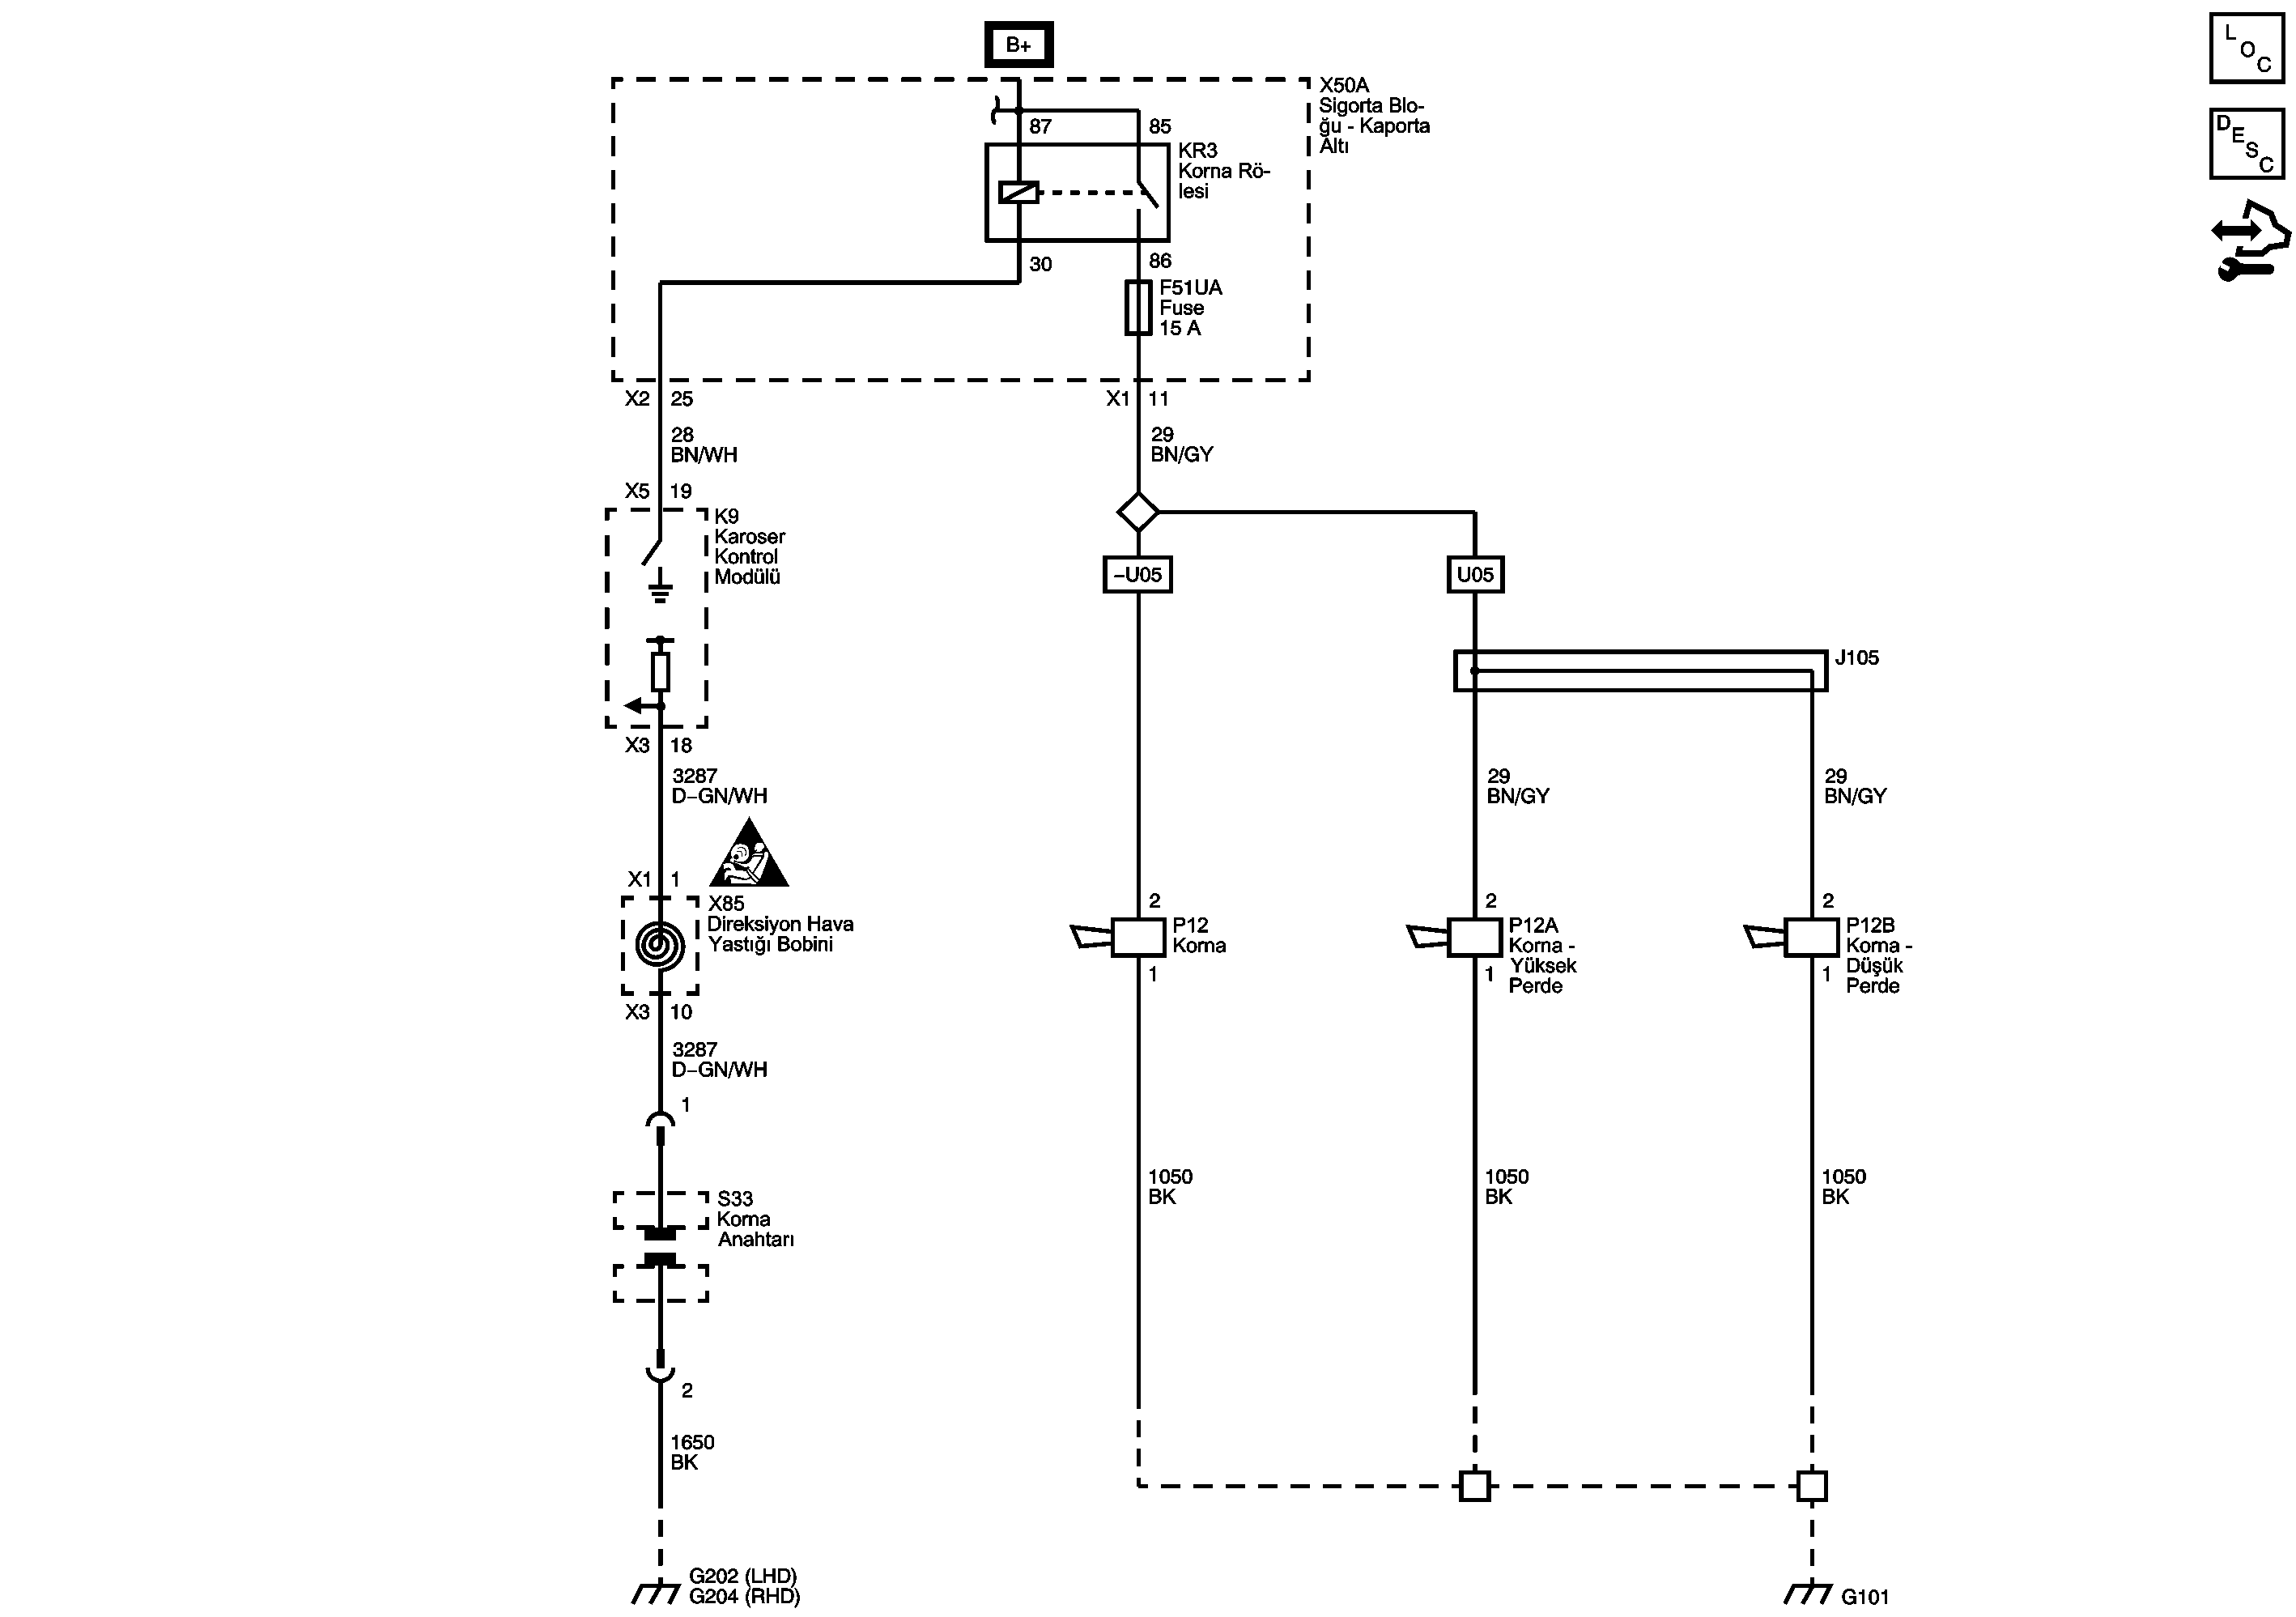 B+
L
O
C
D
E
S
C
X50A
Sigorta Blo-
ğu - Kaporta
Altı
87
85
KR3
Korna Rö-
lesi
30
86
F51UA
Fuse
15 A
X2 25
X1 11
28
BN/WH
29
BN/GY
X5 19
K9
Karoser
Kontrol
Modülü
–U05
U05
J105
X3 18
3287
D–GN/WH
29
BN/GY
29
BN/GY
X1 1
X85
Direksiyon Hava
Yastığı Bobini
2
P12
Korna
1
2
P12A
Korna -
Yüksek
Perde
1
2
P12B
Korna -
Düşük
Perde
1
X3 10
3287
D–GN/WH
1
S33
Korna
Anahtarı
1050
BK
1050
BK
1050
BK
2
1650
BK
G202 (LHD)
G204 (RHD)
G101